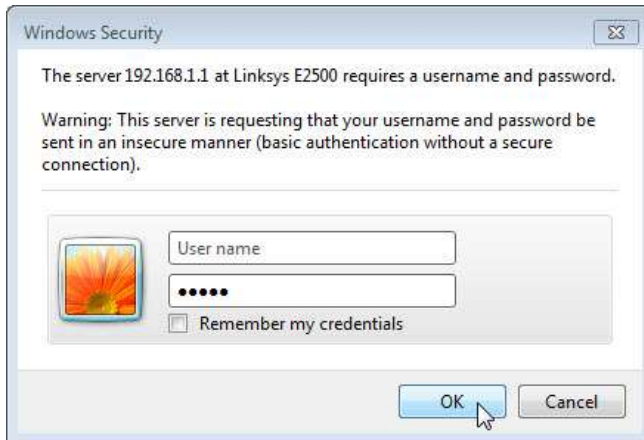 Windows Security
The server 192.168.1.1 at Linksys E2500 requires a username and password.
Warning: This server is requesting that your username and password be
sent in an insecure manner (basic authentication without a secure
connection).
User name
●●●●●
Remember my credentials
OK
Cancel